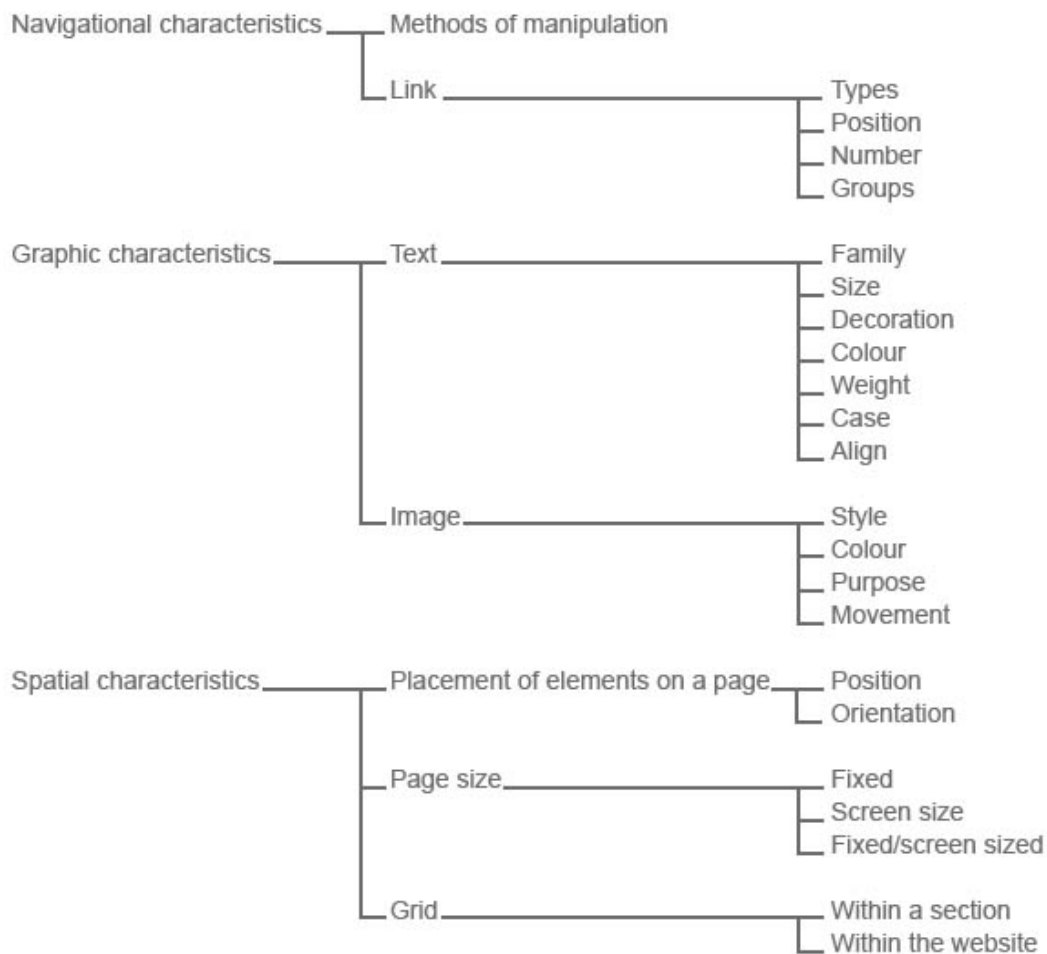 Navigational characteristics Methods of manipulation
Link Types
Position
Number
Groups
Graphic characteristics Text Family
Size
Decoration
Colour
Weight
Case
Align
Image Style
Colour
Purpose
Movement
Spatial characteristics Placement of elements on a page Position
Orientation
Page size Fixed
Screen size
Fixed/screen sized
Grid Within a section
Within the website